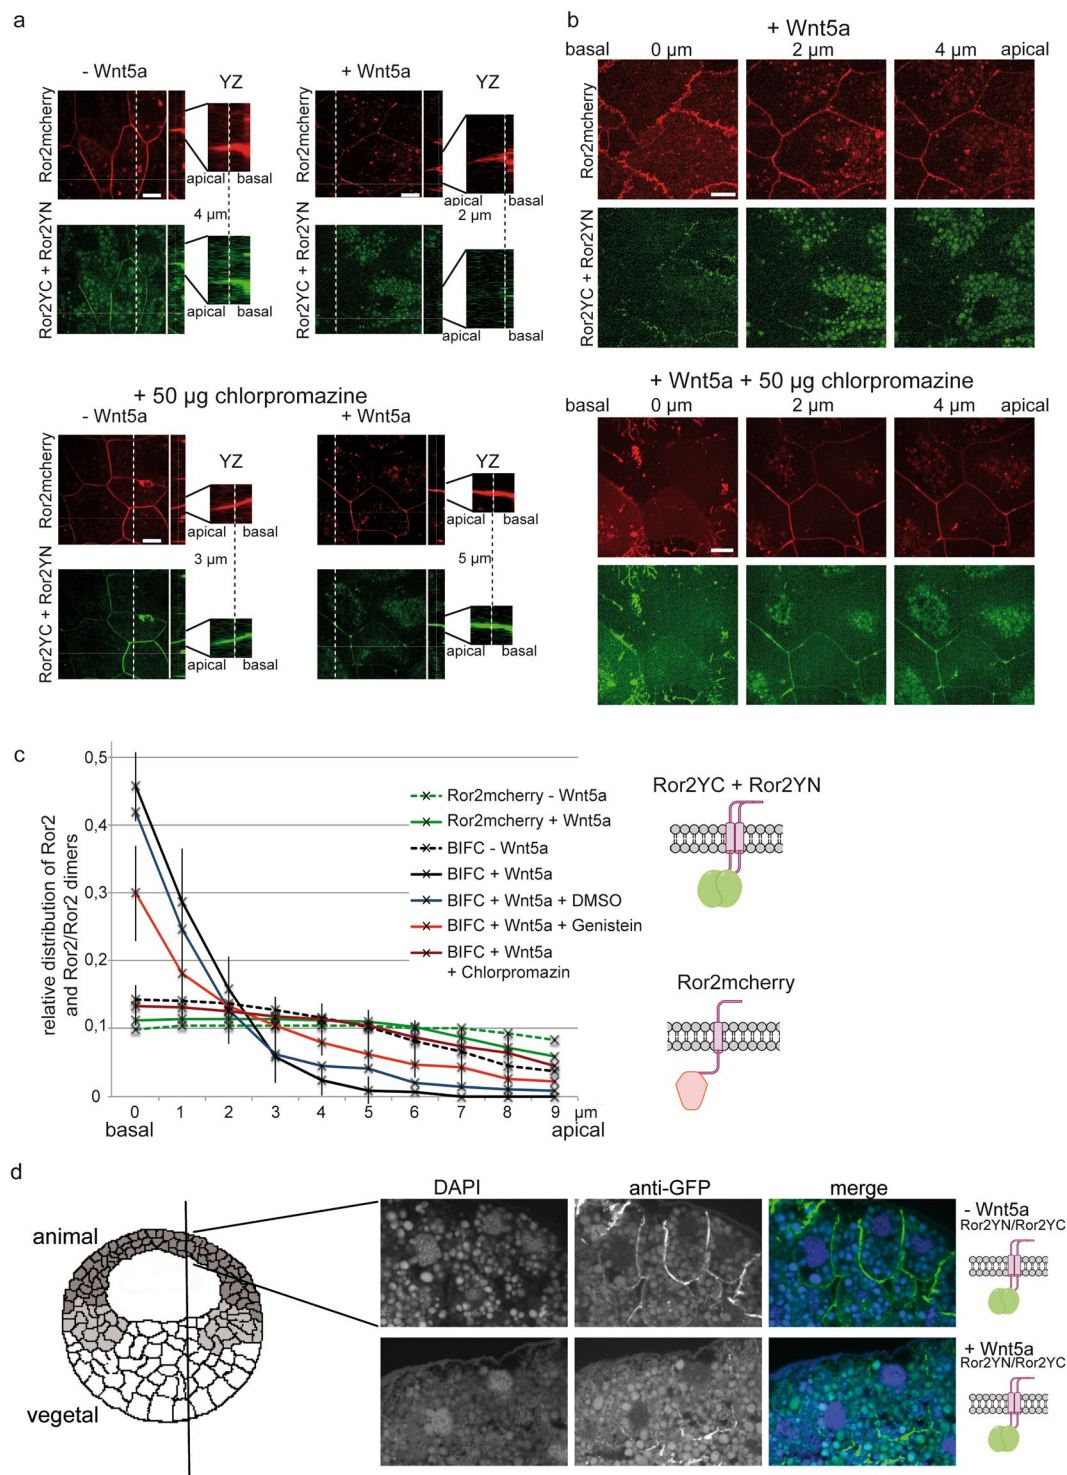 a
- Wnt5a
YZ
+ Wnt5a
YZ
Ror2mcherry
apical
basal
apical
basal
4 µm
2 µm
Ror2YC + Ror2YN
apical
basal
apical
basal
+ 50 µg chlorpromazine
- Wnt5a
+ Wnt5a
YZ
YZ
Ror2mcherry
apical
basal
apical
basal
3 µm
5 µm
Ror2YC + Ror2YN
apical
basal
apical
basal
b
+ Wnt5a
basal
0 µm
2 µm
4 µm
apical
Ror2mcherry
Ror2YC + Ror2YN
+ Wnt5a + 50 µg chlorpromazine
basal
0 µm
2 µm
4 µm
apical
c
relative distribution of Ror2
and Ror2/Ror2 dimers
0,5
0,4
0,3
0,2
0,1
0
0 1 2 3 4 5 6 7 8 9 µm
basal
apical
Ror2mcherry - Wnt5a
Ror2mcherry + Wnt5a
BIFC - Wnt5a
BIFC + Wnt5a
BIFC + Wnt5a + DMSO
BIFC + Wnt5a + Genistein
BIFC + Wnt5a
+ Chlorpromazin
Ror2YC + Ror2YN
Ror2mcherry
d
animal
vegetal
DAPI
anti-GFP
merge
- Wnt5a
Ror2YN/Ror2YC
+ Wnt5a
Ror2YN/Ror2YC